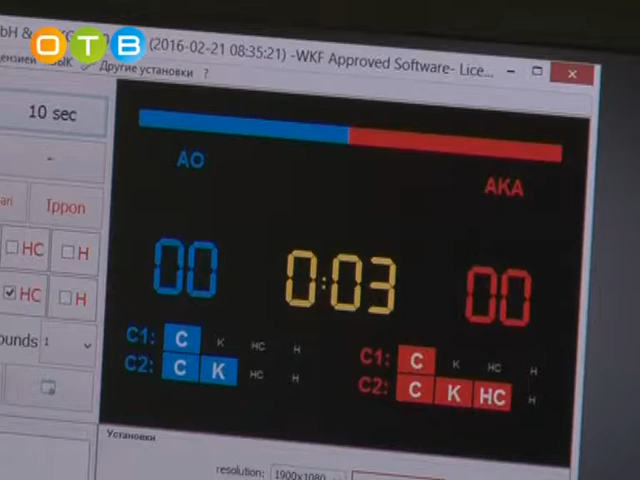 ОТВ
(2016-02-21 08:35:21) -WKF Approved Software- Lice...
Другие установки ?
10 sec
-
AO
AKA
Ippon
HC H
HC H
00 0:03 00
C1: C K HC H
C2: C K HC H
C1: C K HC H
C2: C K HC H
1
Установки
resolution: 1900x1080